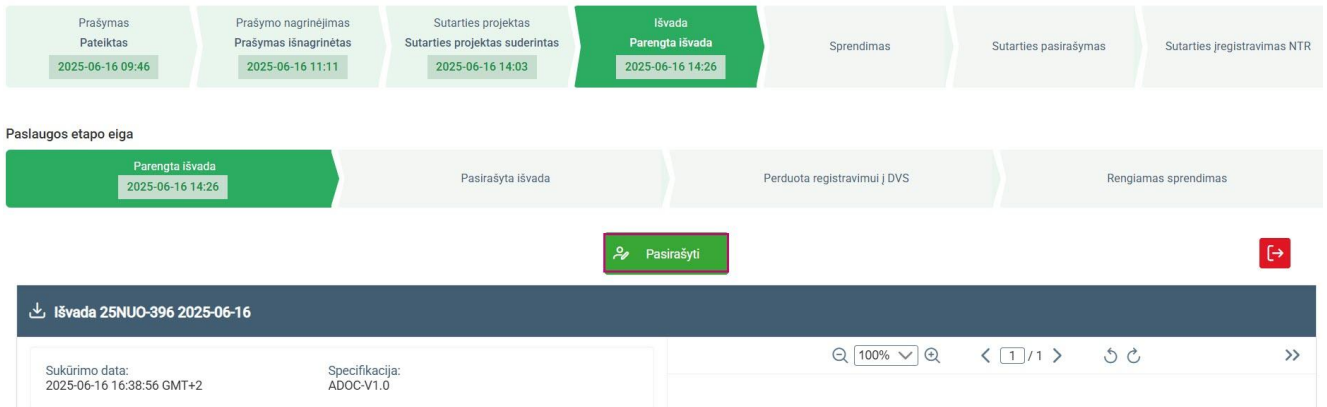 Prašymas
Pateiktas
2025-06-16 09:46
Prašymo nagrinėjimas
Prašymas išnagrinėtas
2025-06-16 11:11
Sutarties projektas
Sutarties projektas suderintas
2025-06-16 14:03
Išvada
Parengta išvada
2025-06-16 14:26
Sprendimas
Sutarties pasirašymas
Sutarties įregistravimas NTR
Paslaugos etapo eiga
Parengta išvada
2025-06-16 14:26
Pasirašyta išvada
Perduota registravimui į DVS
Rengiamas sprendimas
Pasirašyti
Išvada 25NUO-396 2025-06-16
100%
1 / 1
Sukūrimo data:
2025-06-16 16:38:56 GMT+2
Specifikacija:
ADOC-V1.0